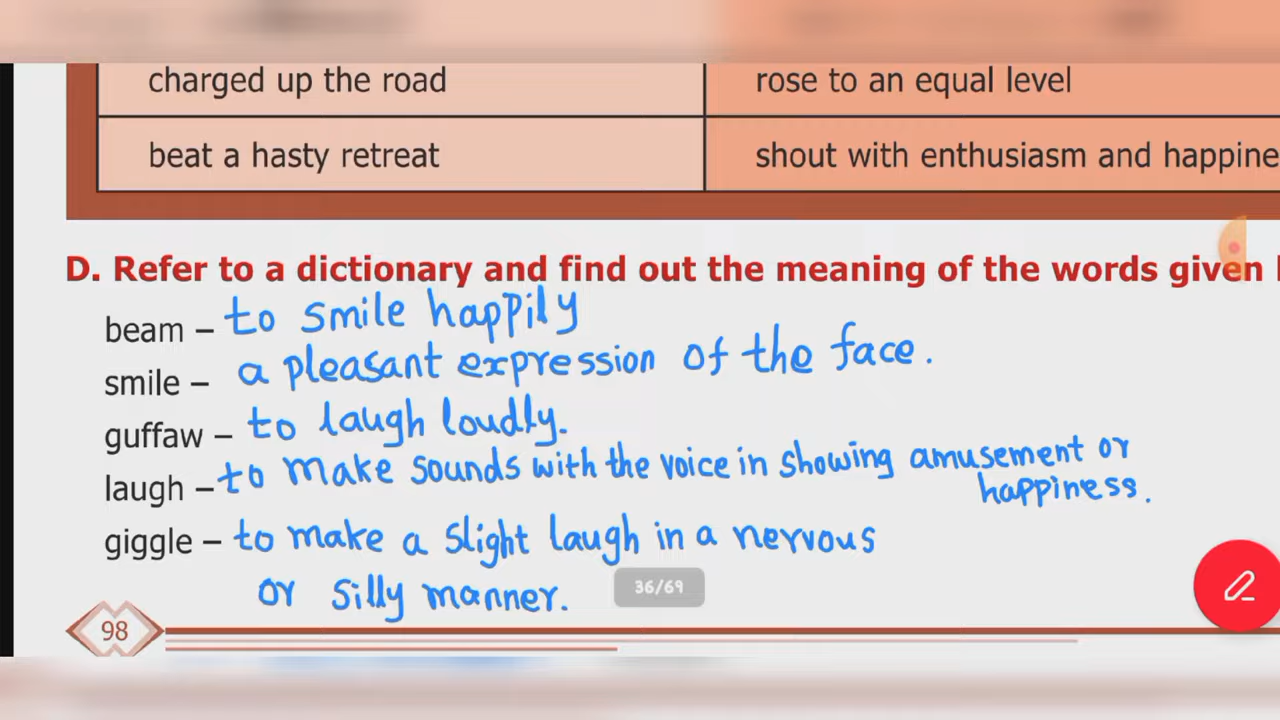 charged up the road rose to an equal level
beat a hasty retreat shout with enthusiasm and happine
D. Refer to a dictionary and find out the meaning of the words given
beam – to smile happily
smile – a pleasant expression of the face.
guffaw – to laugh loudly.
laugh – to make sounds with the voice in showing amusement or
happiness.
giggle – to make a slight laugh in a nervous
or silly manner.
36/69
98